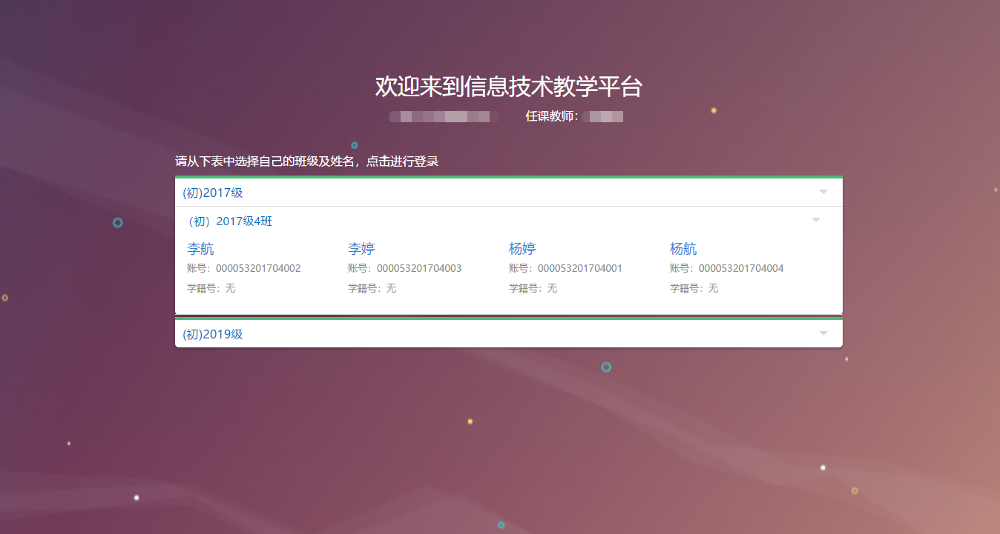 欢迎来到信息技术教学平台
任课教师：
请从下表中选择自己的班级及姓名，点击进行登录
(初)2017级
（初）2017级4班
李航 李婷 杨婷 杨航
账号：000053201704002 账号：000053201704003 账号：000053201704001 账号：000053201704004
学籍号：无 学籍号：无 学籍号：无 学籍号：无
(初)2019级